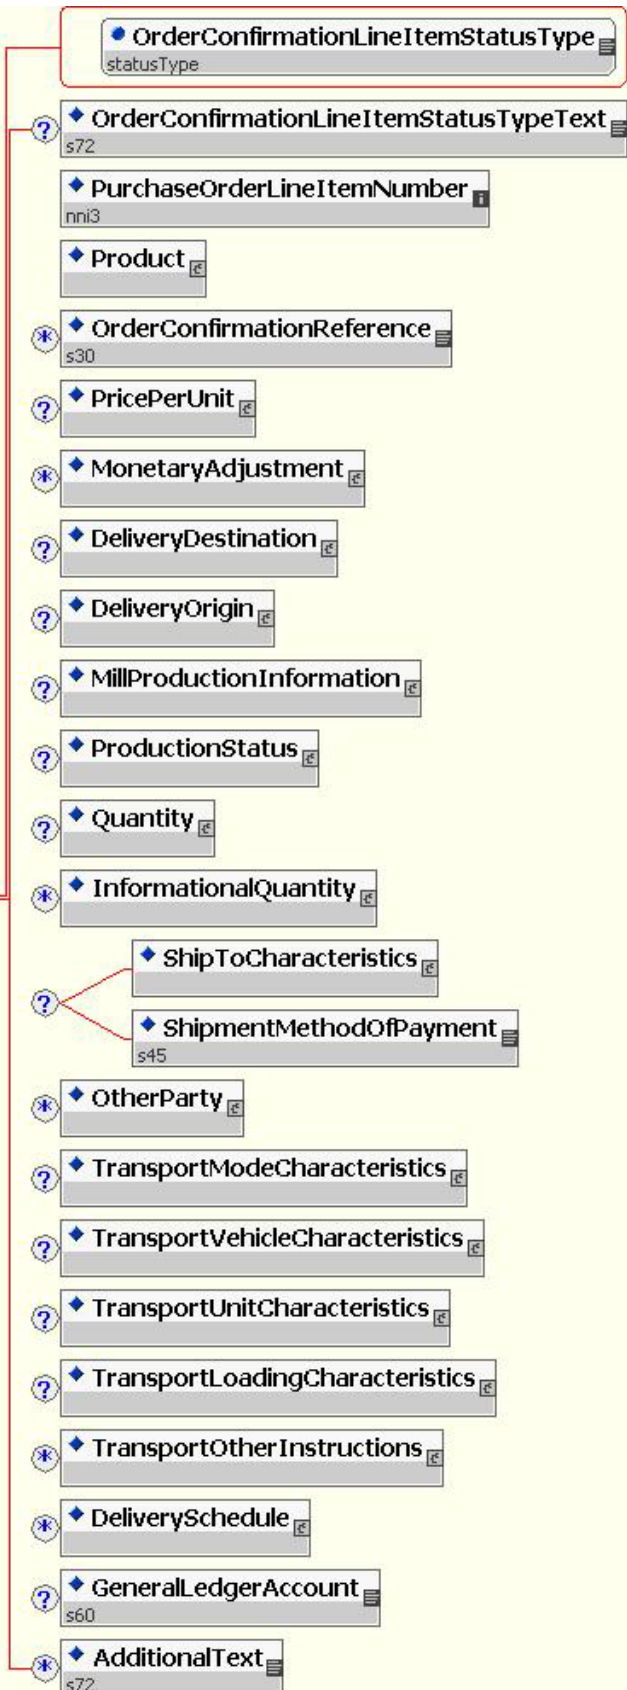 OrderConfirmationLineItemStatusType
statusType
? OrderConfirmationLineItemStatusTypeText
s72
PurchaseOrderLineItemNumber
nni3
Product
* OrderConfirmationReference
s30
? PricePerUnit
* MonetaryAdjustment
? DeliveryDestination
? DeliveryOrigin
? MillProductionInformation
? ProductionStatus
? Quantity
* InformationalQuantity
ShipToCharacteristics
?
ShipmentMethodOfPayment
s45
* OtherParty
? TransportModeCharacteristics
? TransportVehicleCharacteristics
? TransportUnitCharacteristics
? TransportLoadingCharacteristics
* TransportOtherInstructions
* DeliverySchedule
? GeneralLedgerAccount
s60
* AdditionalText
s72